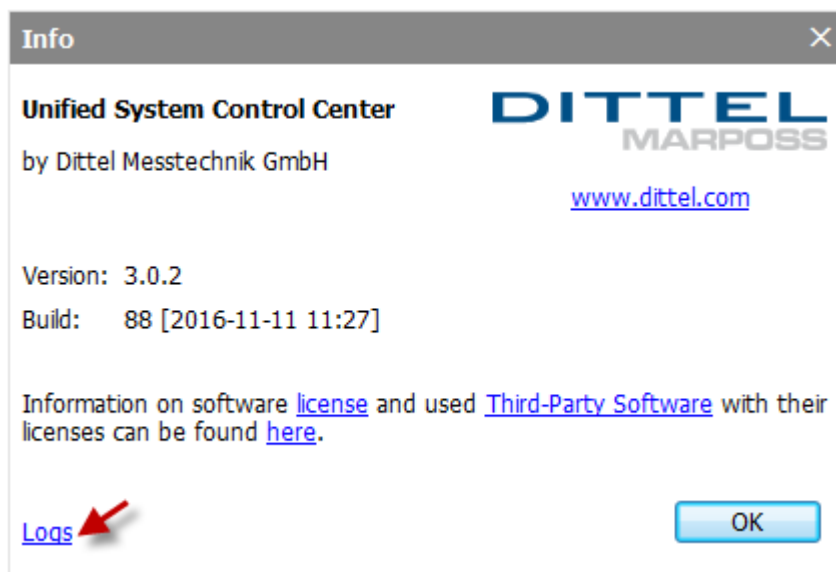 Info
Unified System Control Center
DITTEL
MARPOSS
by Dittel Messtechnik GmbH
www.dittel.com
Version: 3.0.2
Build: 88 [2016-11-11 11:27]
Information on software license and used Third-Party Software with their
licenses can be found here.
Logs
OK